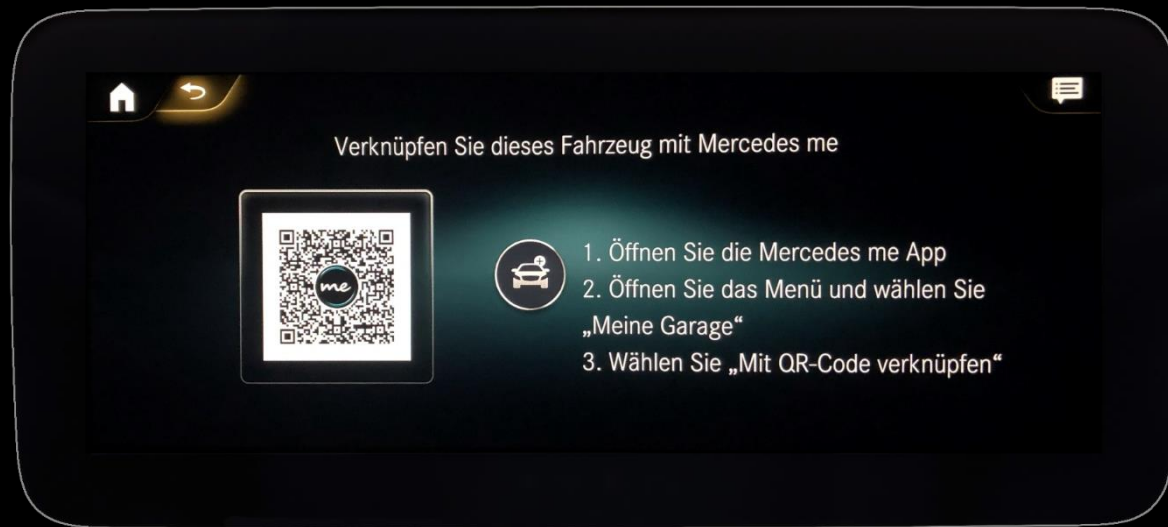 Verknüpfen Sie dieses Fahrzeug mit Mercedes me
me
1. Öffnen Sie die Mercedes me App
2. Öffnen Sie das Menü und wählen Sie
„Meine Garage“
3. Wählen Sie „Mit QR-Code verknüpfen“